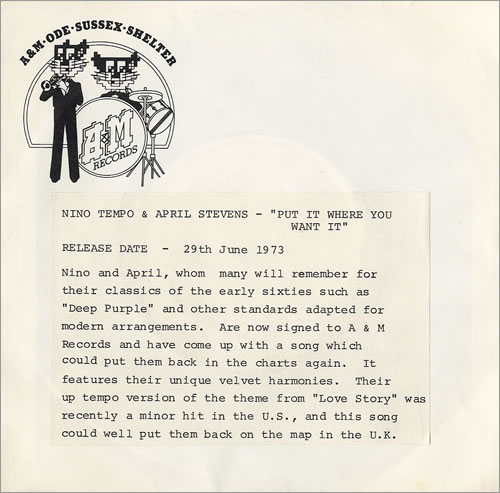 A&M·ODE·SUSSEX·SHELTER
A&M
RECORDS
NINO TEMPO & APRIL STEVENS - "PUT IT WHERE YOU
WANT IT"
RELEASE DATE - 29th June 1973
Nino and April, whom many will remember for
their classics of the early sixties such as
"Deep Purple" and other standards adapted for
modern arrangements. Are now signed to A & M
Records and have come up with a song which
could put them back in the charts again. It
features their unique velvet harmonies. Their
up tempo version of the theme from "Love Story" was
recently a minor hit in the U.S., and this song
could well put them back on the map in the U.K.